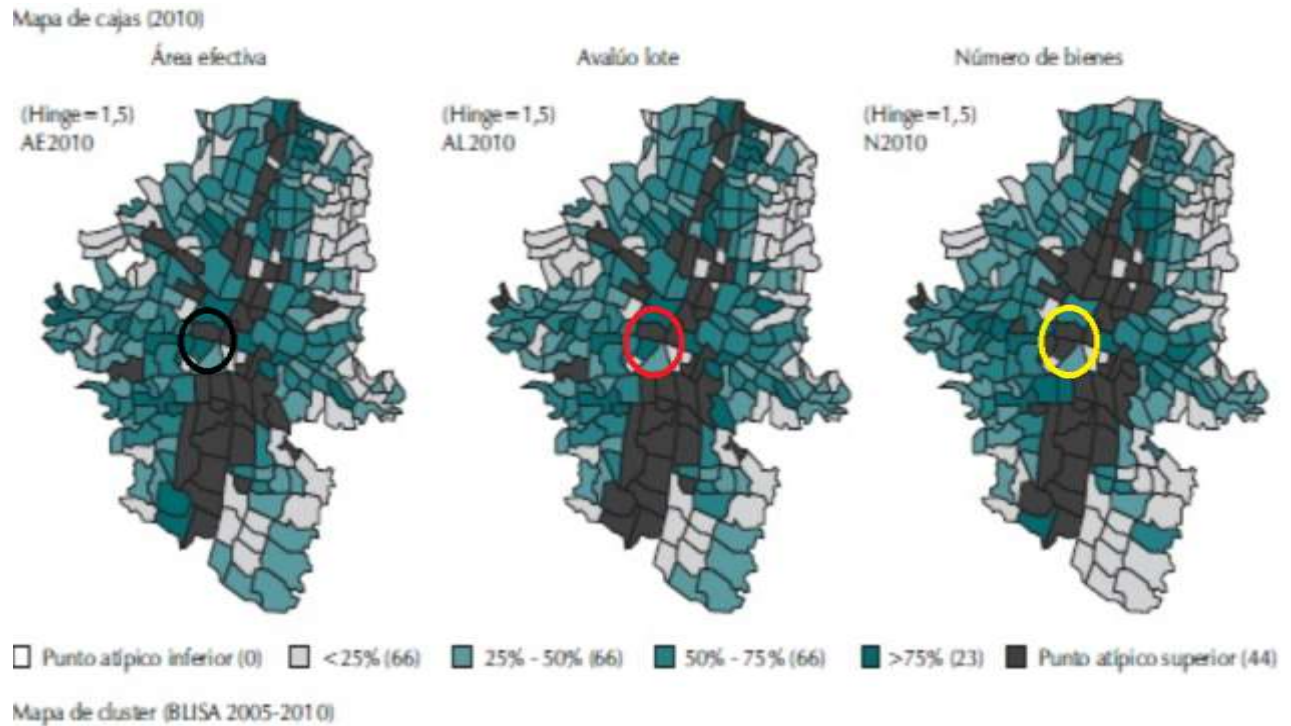 Mapa de cajas (2010)
Área efectiva Avalúo lote Número de bienes
(Hinge=1,5) (Hinge=1,5) (Hinge=1,5)
AE2010 AL2010 N2010
Punto atípico inferior (0) <25% (66) 25% - 50% (66) 50% - 75% (66) >75% (23) Punto atípico superior (44)
Mapa de cluster (BLISA 2005-2010)